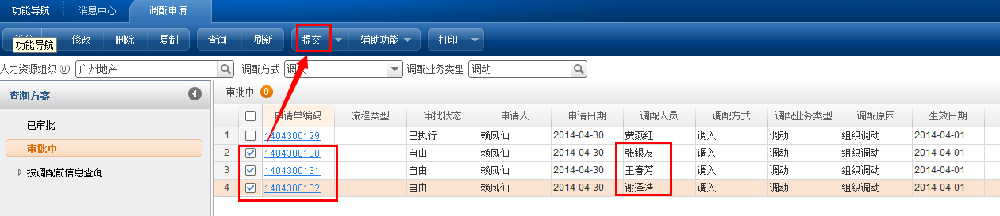 功能导航 消息中心 调配申请
修改 删除 复制 查询 刷新 提交 辅助功能 打印
功能导航
人力资源组织(O) 广州地产 调配方式 调入 调配业务类型 调动
查询方案 审批中 0
已审批
审批中
按调配前信息查询
申请单编码 流程类型 审批状态 申请人 申请日期 调配人员 调配方式 调配业务类型 调配原因 生效日期
1 1404300129 已执行 赖凤仙 2014-04-30 贾燕红 调入 调动 组织调动 2014-04-01
2 1404300130 自由 赖凤仙 2014-04-30 张银友 调入 调动 组织调动 2014-04-01
3 1404300131 自由 赖凤仙 2014-04-30 王春芳 调入 调动 组织调动 2014-04-01
4 1404300132 自由 赖凤仙 2014-04-30 谢泽浩 调入 调动 组织调动 2014-04-01